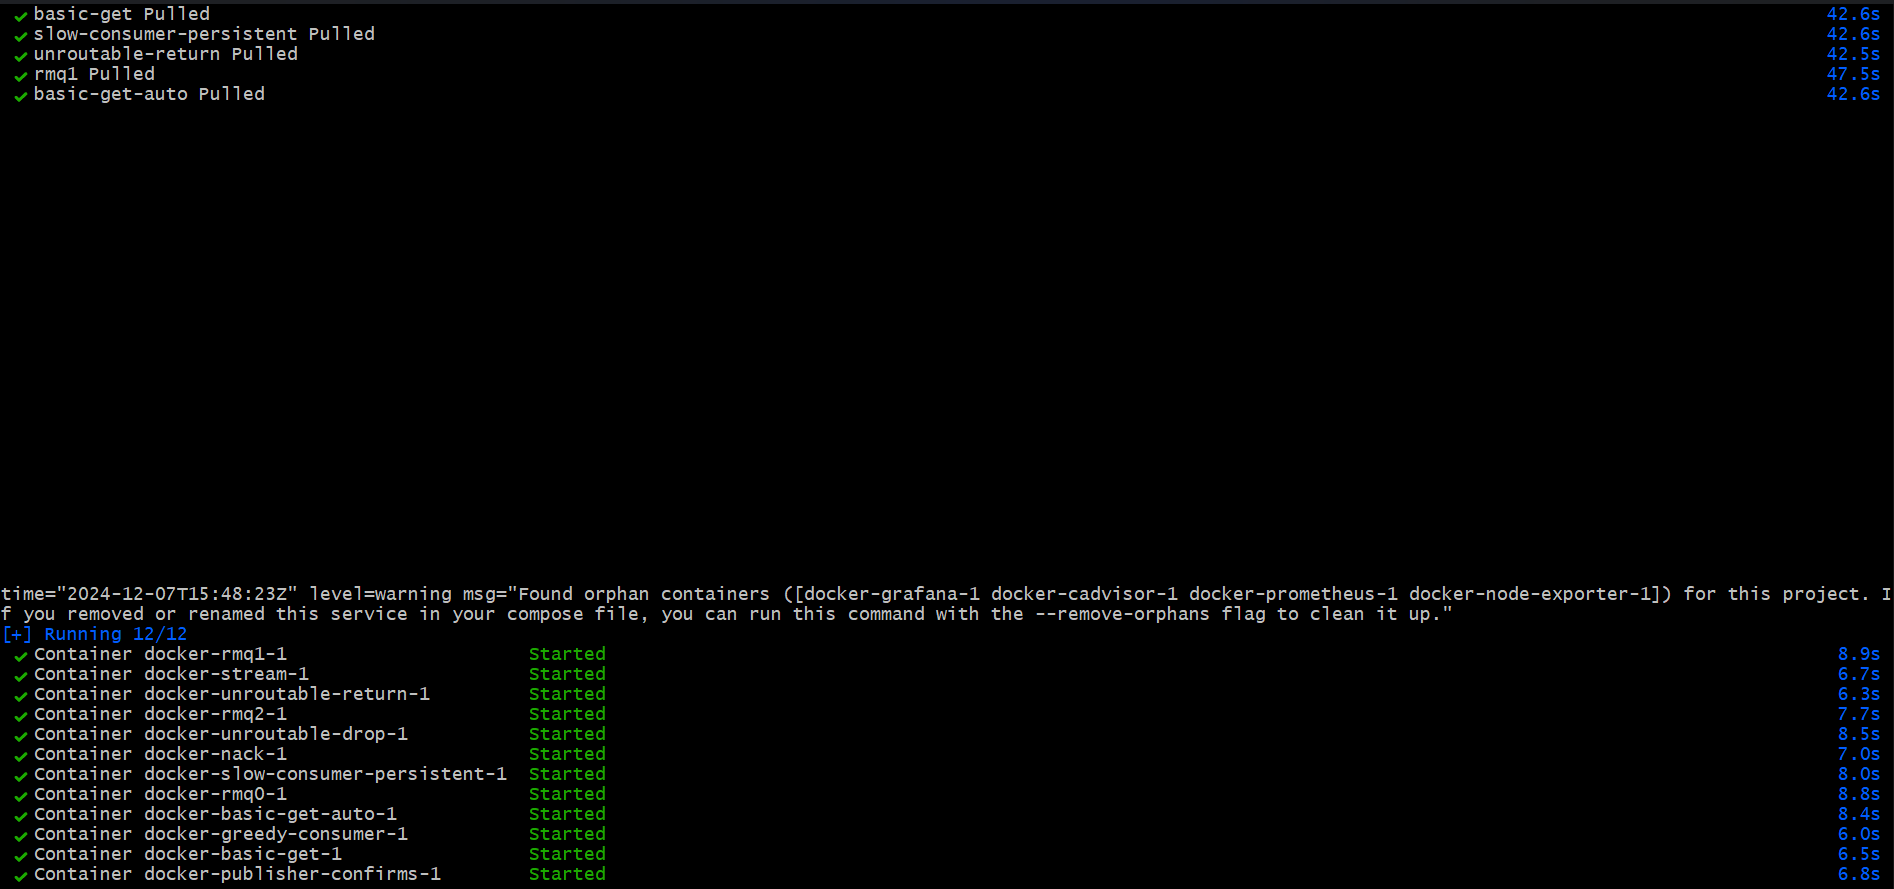 ✔ basic-get Pulled 42.6s
✔ slow-consumer-persistent Pulled 42.6s
✔ unroutable-return Pulled 42.5s
✔ rmq1 Pulled 47.5s
✔ basic-get-auto Pulled 42.6s
time="2024-12-07T15:48:23Z" level=warning msg="Found orphan containers ([docker-grafana-1 docker-cadvisor-1 docker-prometheus-1 docker-node-exporter-1]) for this project. I
f you removed or renamed this service in your compose file, you can run this command with the --remove-orphans flag to clean it up."
[+] Running 12/12
✔ Container docker-rmq1-1 Started 8.9s
✔ Container docker-stream-1 Started 6.7s
✔ Container docker-unroutable-return-1 Started 6.3s
✔ Container docker-rmq2-1 Started 7.7s
✔ Container docker-unroutable-drop-1 Started 8.5s
✔ Container docker-nack-1 Started 7.0s
✔ Container docker-slow-consumer-persistent-1 Started 8.0s
✔ Container docker-rmq0-1 Started 8.8s
✔ Container docker-basic-get-auto-1 Started 8.4s
✔ Container docker-greedy-consumer-1 Started 6.0s
✔ Container docker-basic-get-1 Started 6.5s
✔ Container docker-publisher-confirms-1 Started 6.8s